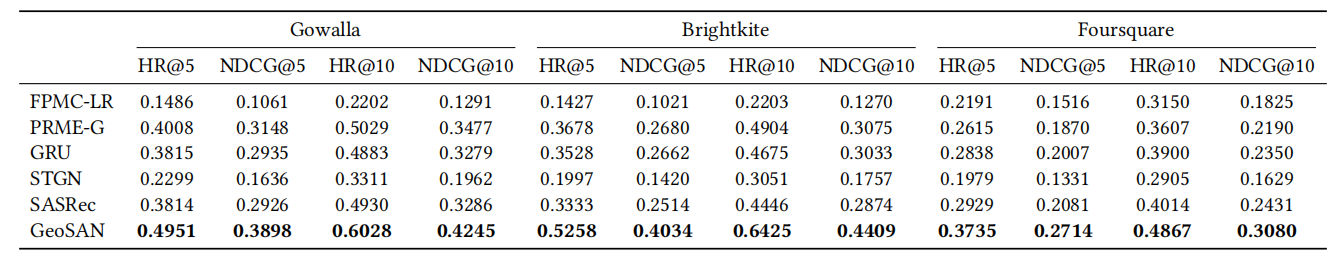 Gowalla Brightkite Foursquare
HR@5 NDCG@5 HR@10 NDCG@10 HR@5 NDCG@5 HR@10 NDCG@10 HR@5 NDCG@5 HR@10 NDCG@10
FPMC-LR 0.1486 0.1061 0.2202 0.1291 0.1427 0.1021 0.2203 0.1270 0.2191 0.1516 0.3150 0.1825
PRME-G 0.4008 0.3148 0.5029 0.3477 0.3678 0.2680 0.4904 0.3075 0.2615 0.1870 0.3607 0.2190
GRU 0.3815 0.2935 0.4883 0.3279 0.3528 0.2662 0.4675 0.3033 0.2838 0.2007 0.3900 0.2350
STGN 0.2299 0.1636 0.3311 0.1962 0.1997 0.1420 0.3051 0.1757 0.1979 0.1331 0.2905 0.1629
SASRec 0.3814 0.2926 0.4930 0.3286 0.3333 0.2514 0.4446 0.2874 0.2929 0.2081 0.4014 0.2431
GeoSAN 0.4951 0.3898 0.6028 0.4245 0.5258 0.4034 0.6425 0.4409 0.3735 0.2714 0.4867 0.3080